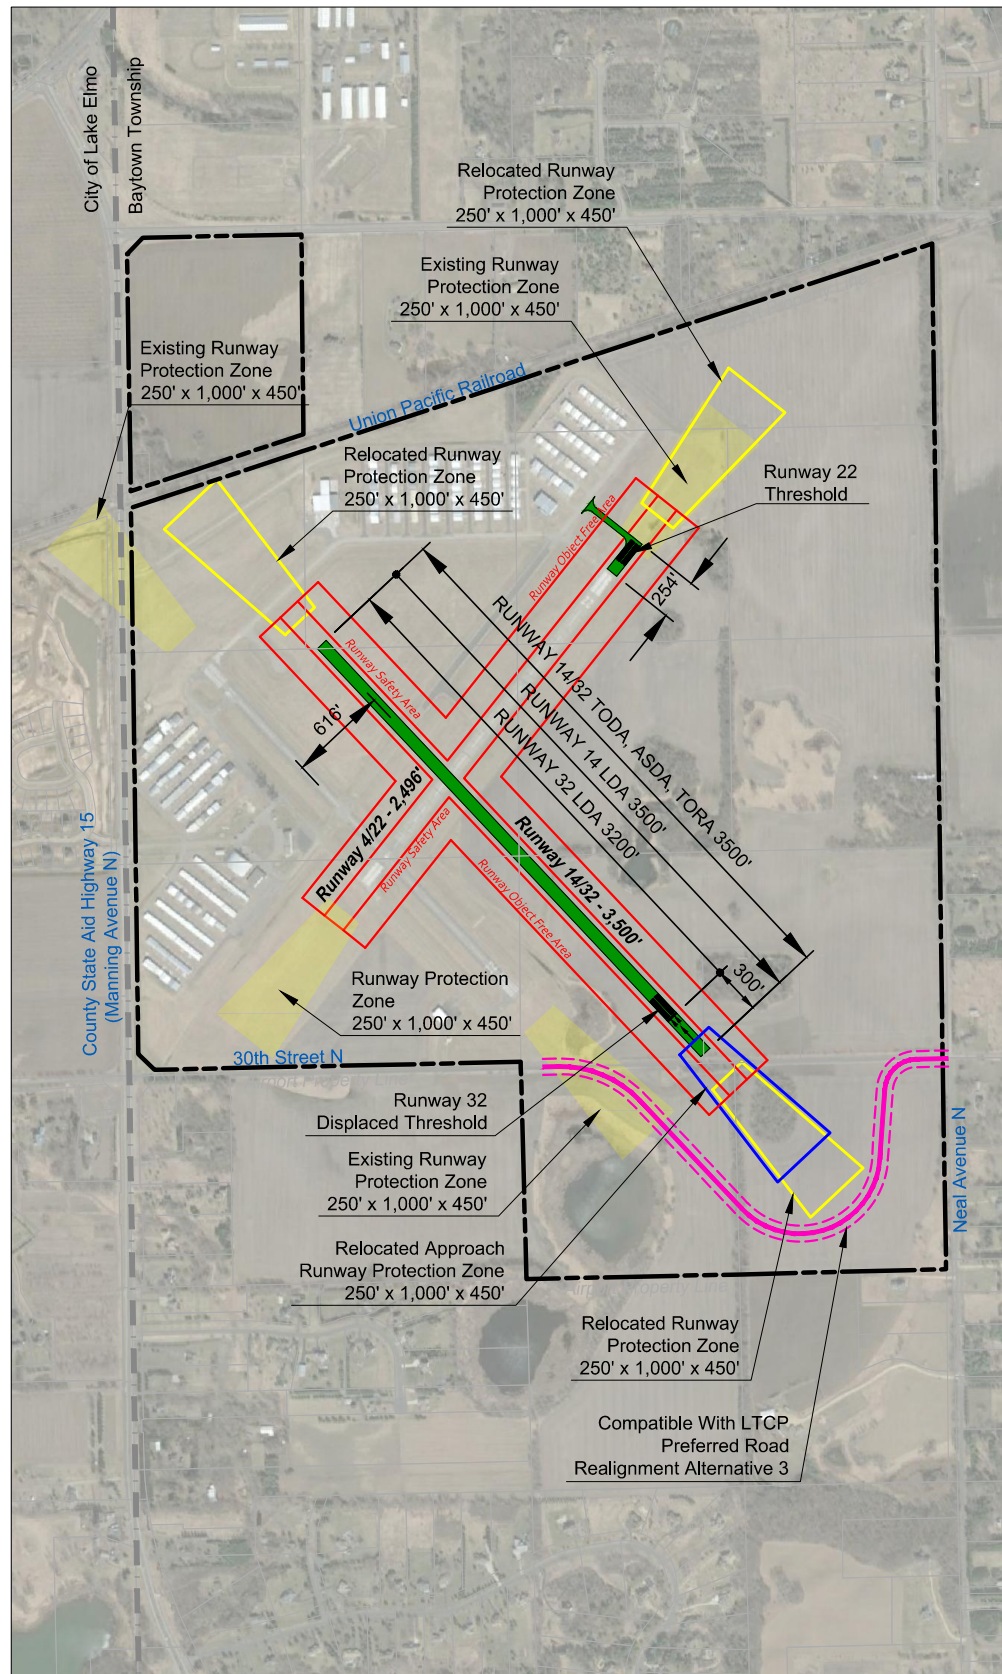 City of Lake Elmo
Baytown Township
Relocated Runway
Protection Zone
250' x 1,000' x 450'
Existing Runway
Protection Zone
250' x 1,000' x 450'
Existing Runway
Protection Zone
250' x 1,000' x 450'
Union Pacific Railroad
Relocated Runway
Protection Zone
250' x 1,000' x 450'
Runway 22
Threshold
Runway Object Free Area
254'
RUNWAY 14/32 TODA, ASDA, TORA 3500'
RUNWAY 14 LDA 3500'
RUNWAY 32 LDA 3200'
Runway Safety Area
616'
Runway 4/22 - 2,496'
Runway Safety Area
Runway 14/32 - 3,500'
Runway Object Free Area
County State Aid Highway 15
(Manning Avenue N)
300'
Runway Protection
Zone
250' x 1,000' x 450'
30th Street N
Runway 32
Displaced Threshold
Existing Runway
Protection Zone
250' x 1,000' x 450'
Neal Avenue N
Relocated Approach
Runway Protection Zone
250' x 1,000' x 450'
Relocated Runway
Protection Zone
250' x 1,000' x 450'
Compatible With LTCP
Preferred Road
Realignment Alternative 3